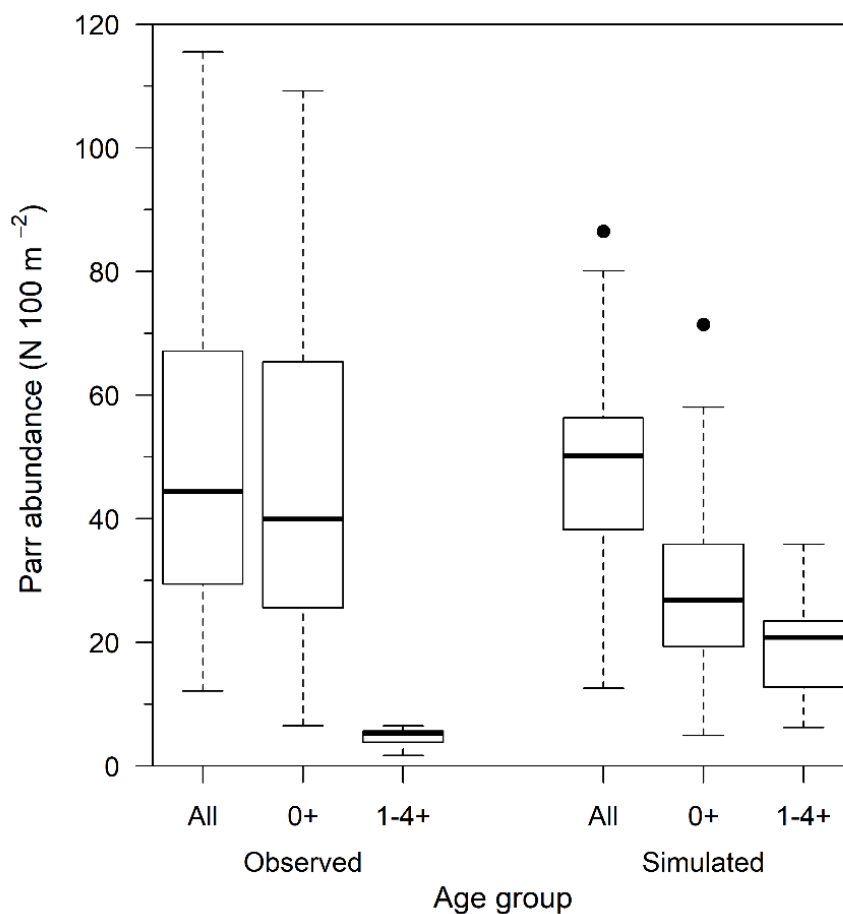 Parr abundance (N 100 m⁻²)
120
100
80
60
40
20
0
All 0+ 1-4+ All 0+ 1-4+
Observed Simulated
Age group